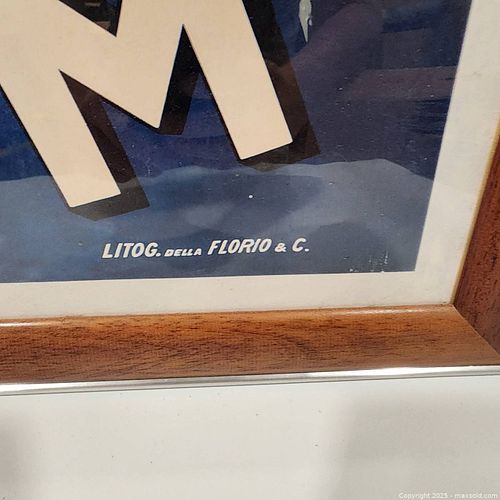 M
LITOG. DELLA FLORIO & C.
Copyright 2025 - maxsold.com